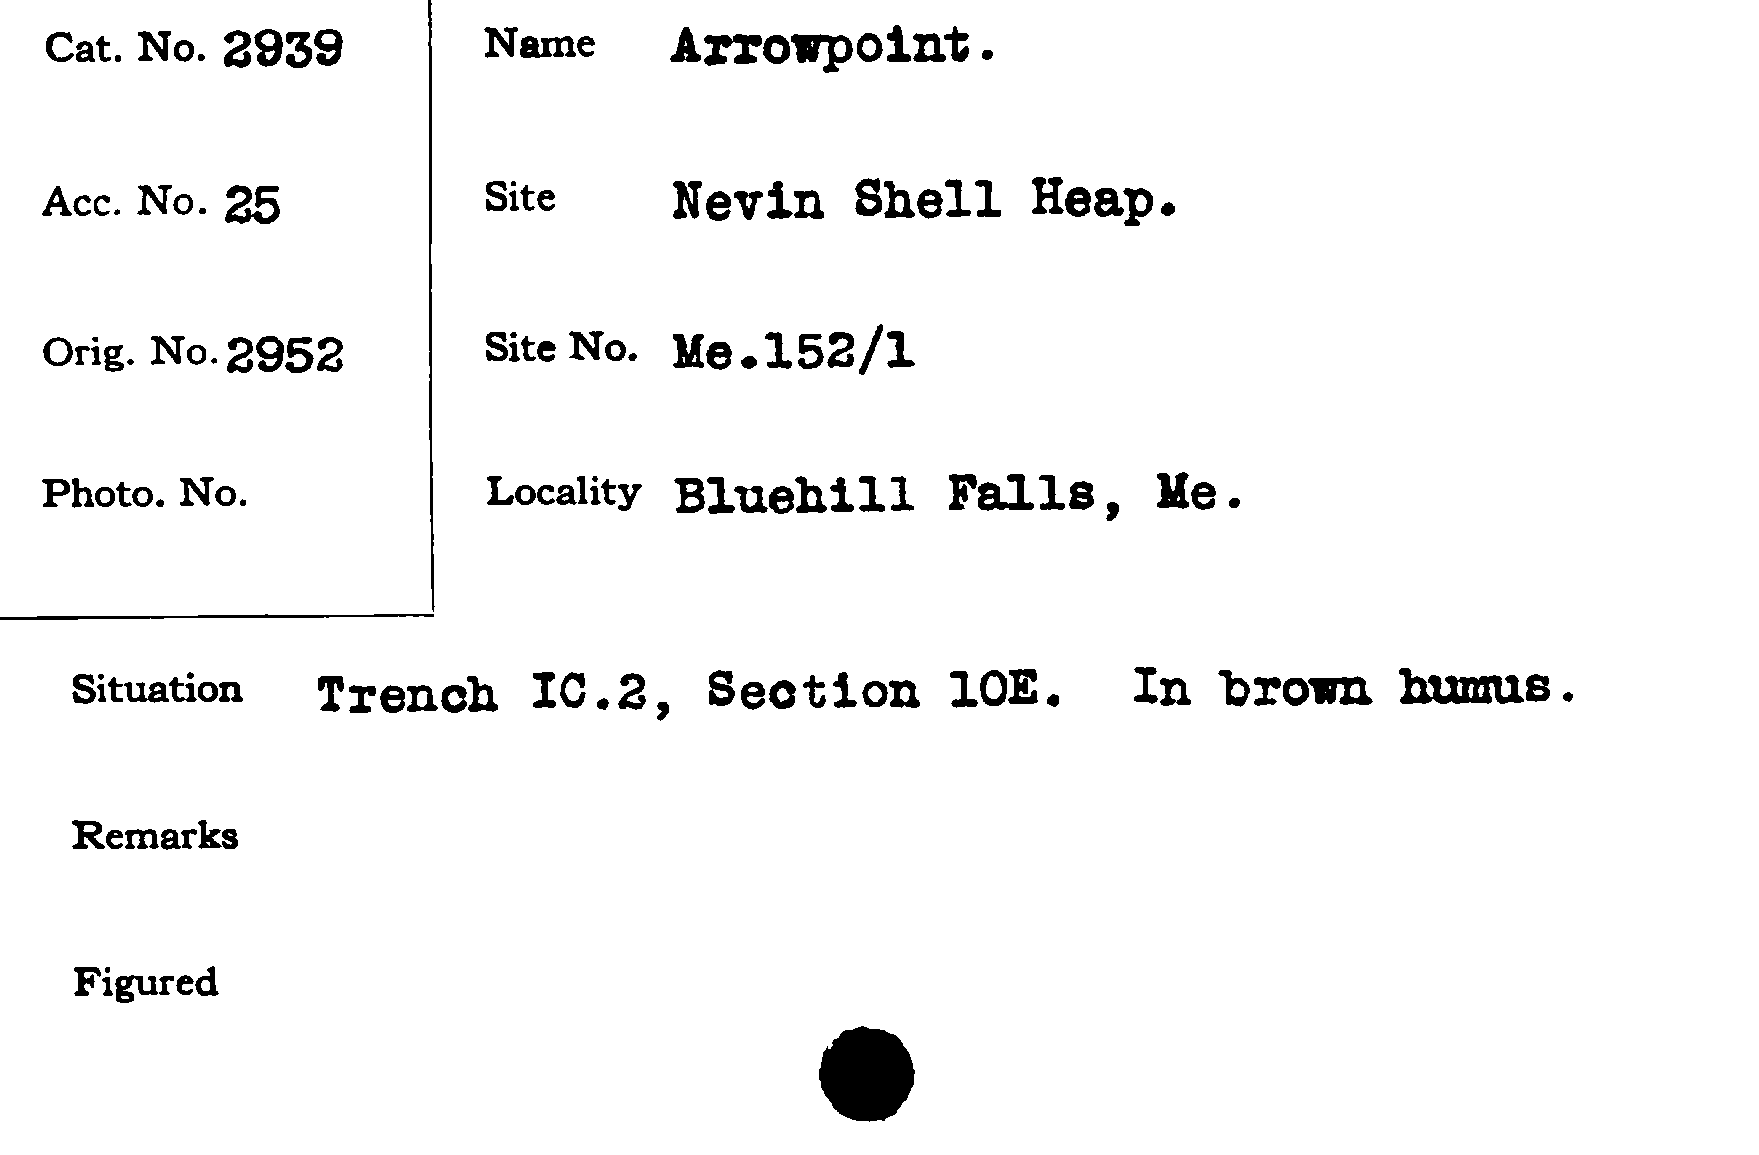 Cat. No. 2939
Name Arrowpoint.
Acc. No. 25
Site Nevin Shell Heap.
Orig. No. 2952
Site No. Me.152/1
Photo. No.
Locality Bluehill Falls, Me.
Situation Trench IC.2, Section 10E. In brown humus.
Remarks
Figured